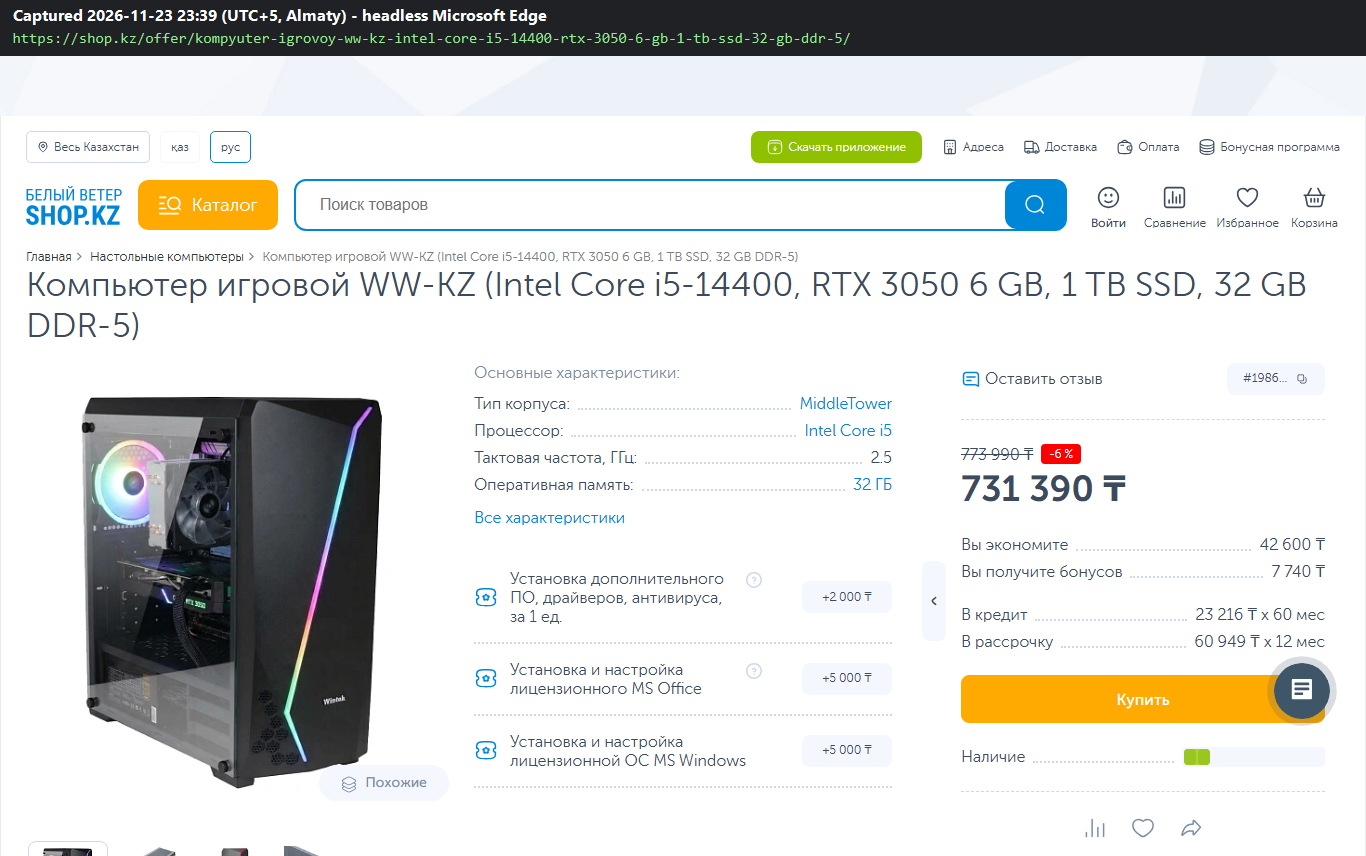 Captured 2026-11-23 23:39 (UTC+5, Almaty) - headless Microsoft Edge
https://shop.kz/offer/kompyuter-igrovoy-ww-kz-intel-core-i5-14400-rtx-3050-6-gb-1-tb-ssd-32-gb-ddr-5/
Весь Казахстан
қаз
рус
Скачать приложение
Адреса
Доставка
Оплата
Бонусная программа
БЕЛЫЙ ВЕТЕР
SHOP.KZ
Каталог
Поиск товаров
Войти
Сравнение
Избранное
Корзина
Главная > Настольные компьютеры > Компьютер игровой WW-KZ (Intel Core i5-14400, RTX 3050 6 GB, 1 TB SSD, 32 GB DDR-5)
Компьютер игровой WW-KZ (Intel Core i5-14400, RTX 3050 6 GB, 1 TB SSD, 32 GB
DDR-5)
RTX 3050
Wintek
Похожие
Основные характеристики:
Тип корпуса: MiddleTower
Процессор: Intel Core i5
Тактовая частота, ГГц: 2.5
Оперативная память: 32 ГБ
Все характеристики
Установка дополнительного
ПО, драйверов, антивируса,
за 1 ед.
+2 000 ₸
Установка и настройка
лицензионного MS Office
+5 000 ₸
Установка и настройка
лицензионной ОС MS Windows
+5 000 ₸
Оставить отзыв
#1986...
773 990 ₸
-6 %
731 390 ₸
Вы экономите 42 600 ₸
Вы получите бонусов 7 740 ₸
В кредит 23 216 ₸ x 60 мес
В рассрочку 60 949 ₸ x 12 мес
Купить
Наличие